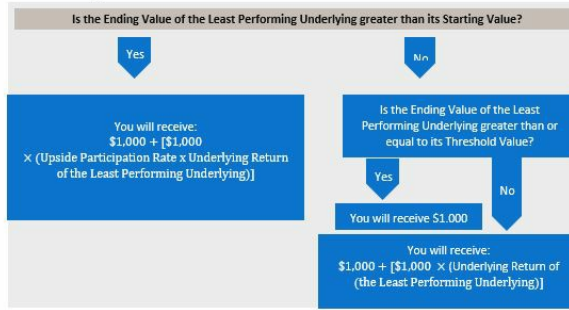 Is the Ending Value of the Least Performing Underlying greater than its Starting Value?
Yes
No
You will receive:
$1,000 + [$1,000
× (Upside Participation Rate x Underlying Return
of the Least Performing Underlying)]
Is the Ending Value of the Least
Performing Underlying greater than or
equal to its Threshold Value?
Yes
No
You will receive $1.000
You will receive:
$1,000 + [$1,000 × (Underlying Return of
(the Least Performing Underlying)]